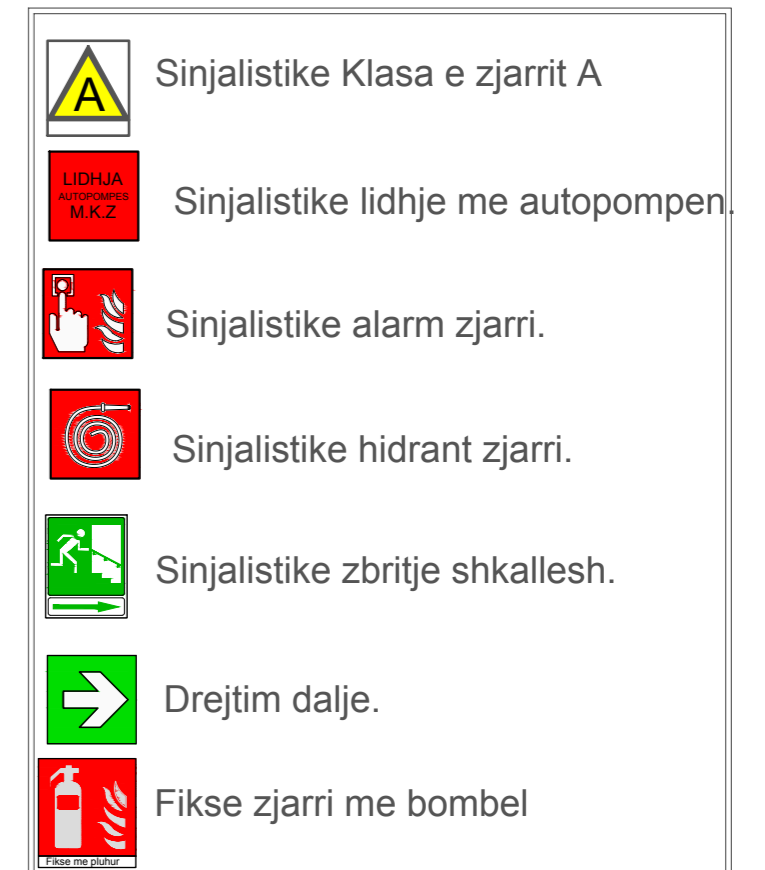 A
Sinjalistike Klasa e zjarrit A
LIDHJA
AUTOPOMPES
M.K.Z
Sinjalistike lidhje me autopompen.
Sinjalistike alarm zjarri.
Sinjalistike hidrant zjarri.
Sinjalistike zbritje shkallesh.
Drejtim dalje.
Fikse zjarri me bombel
Fikse me pluhur